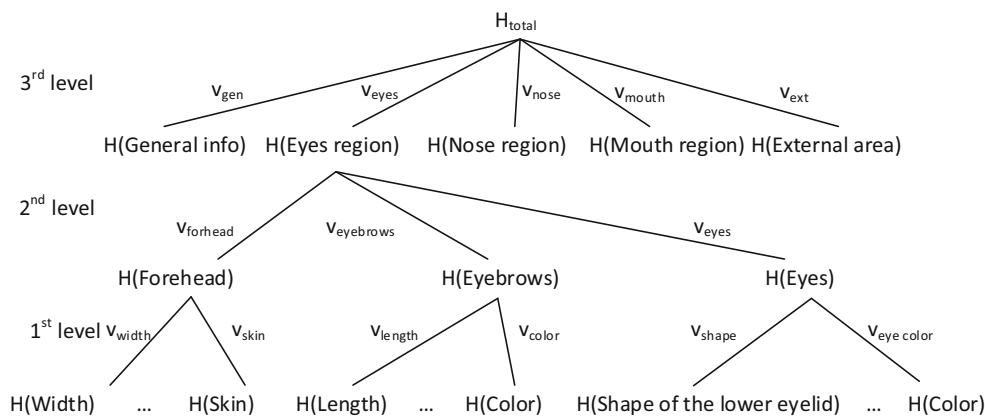 H_total
3rd level
v_gen v_eyes v_nose v_mouth v_ext
H(General info) H(Eyes region) H(Nose region) H(Mouth region) H(External area)
2nd level
v_forhead v_eyebrows v_eyes
H(Forehead) H(Eyebrows) H(Eyes)
1st level v_width v_skin v_length v_color v_shape v_eye color
H(Width) ... H(Skin) H(Length) ... H(Color) H(Shape of the lower eyelid) ... H(Color)